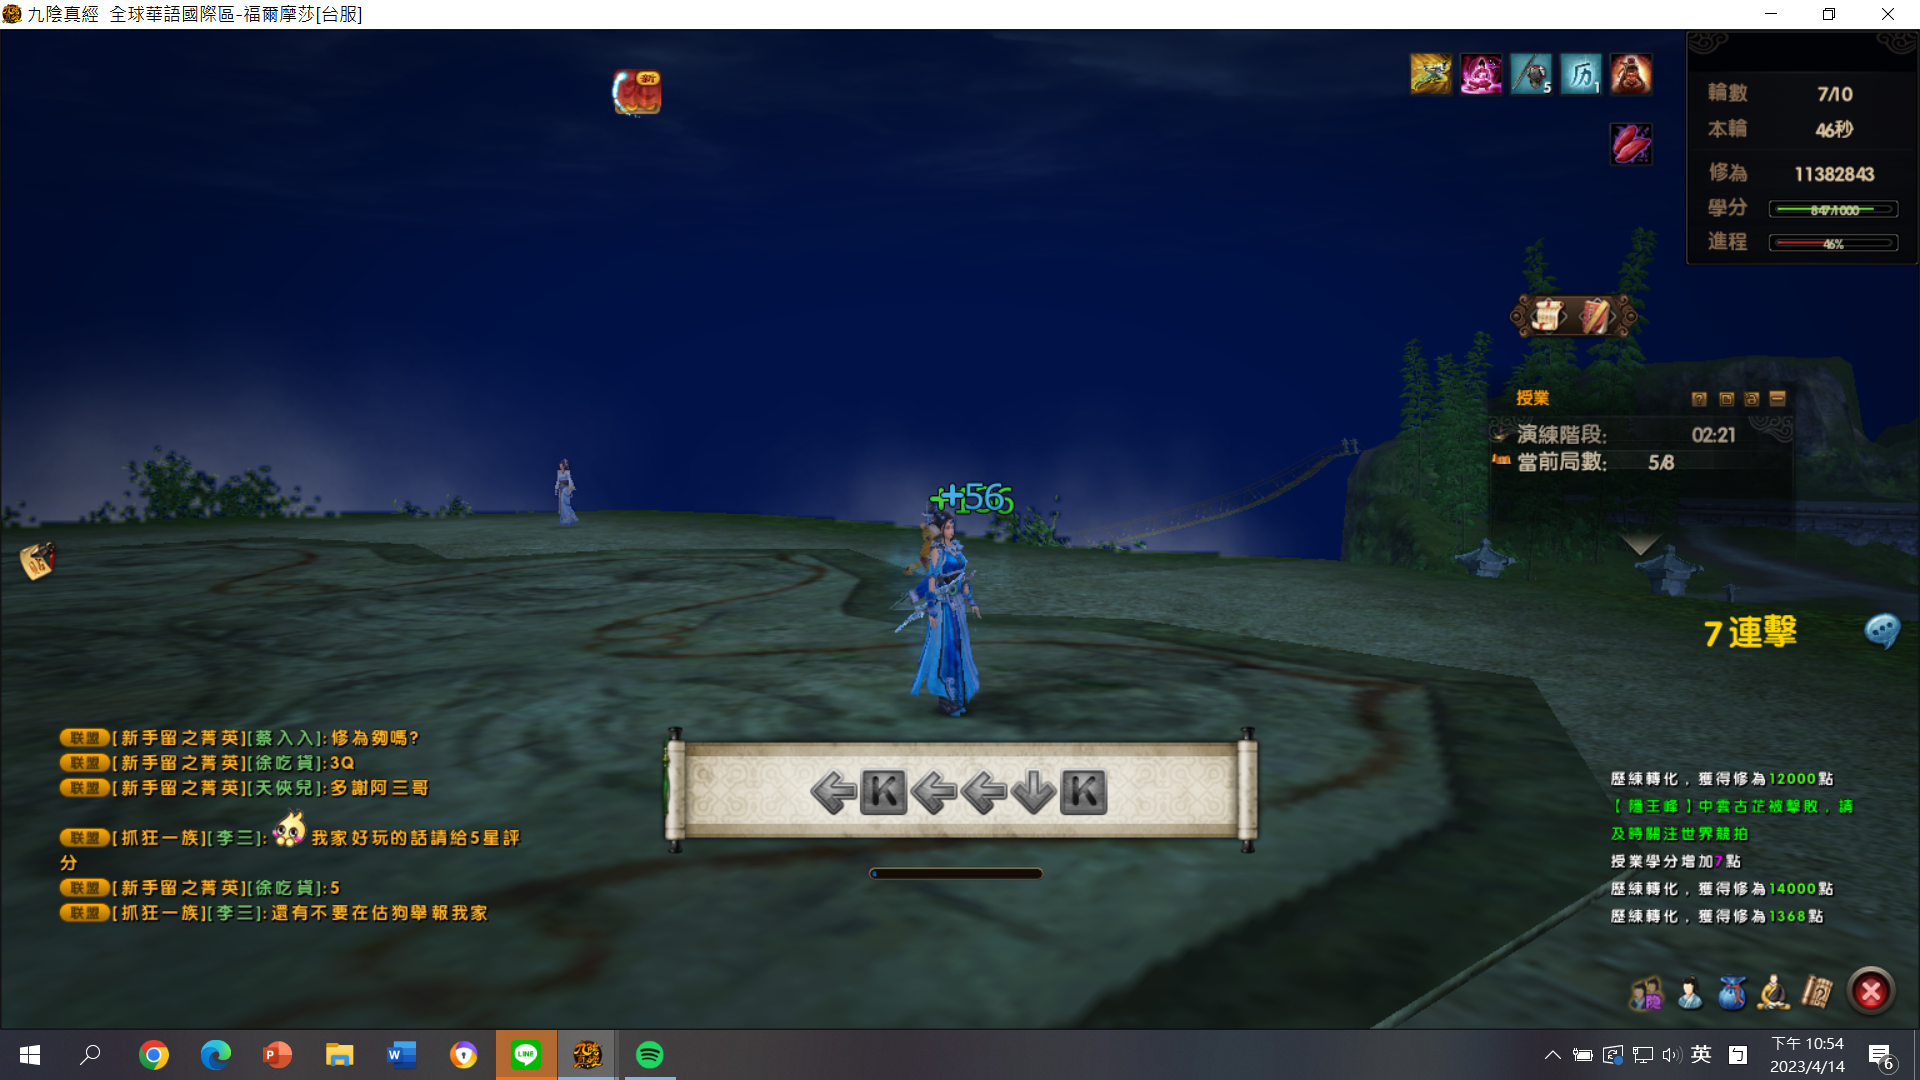 九陰真經 全球華語國際區-福爾摩莎[台服]
新
5
历
1
輪數 7/10
本輪 46秒
修為 11382843
學分 847/1000
進程 46%
授業
演練階段: 02:21
當前局數: 5/8
+56
7連擊
联盟 [新手留之菁英][蔡入入]:修為夠嗎?
联盟 [新手留之菁英][徐吃貨]:3Q
联盟 [新手留之菁英][天俠兒]:多謝阿三哥
联盟 [抓狂一族][李三]: 我家好玩的話請給5星評
分
联盟 [新手留之菁英][徐吃貨]:5
联盟 [抓狂一族][李三]:還有不要在估狗舉報我家
← K ← ← ↓ K
歷練轉化，獲得修為12000點
【隱王峰】中雲古芷被擊敗，請
及時關注世界競拍
授業學分增加7點
歷練轉化，獲得修為14000點
歷練轉化，獲得修為1368點
LINE
九陰真經
英
下午 10:54
2023/4/14
6